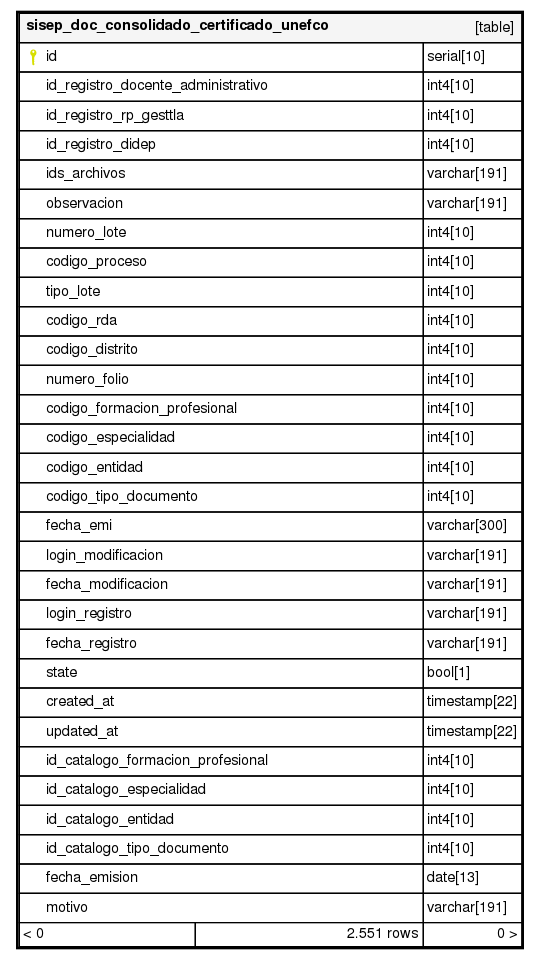 sisep_doc_consolidado_certificado_unefco [table]
id serial[10]
id_registro_docente_administrativo int4[10]
id_registro_rp_gesttla int4[10]
id_registro_didep int4[10]
ids_archivos varchar[191]
observacion varchar[191]
numero_lote int4[10]
codigo_proceso int4[10]
tipo_lote int4[10]
codigo_rda int4[10]
codigo_distrito int4[10]
numero_folio int4[10]
codigo_formacion_profesional int4[10]
codigo_especialidad int4[10]
codigo_entidad int4[10]
codigo_tipo_documento int4[10]
fecha_emi varchar[300]
login_modificacion varchar[191]
fecha_modificacion varchar[191]
login_registro varchar[191]
fecha_registro varchar[191]
state bool[1]
created_at timestamp[22]
updated_at timestamp[22]
id_catalogo_formacion_profesional int4[10]
id_catalogo_especialidad int4[10]
id_catalogo_entidad int4[10]
id_catalogo_tipo_documento int4[10]
fecha_emision date[13]
motivo varchar[191]
< 0 2.551 rows 0 >